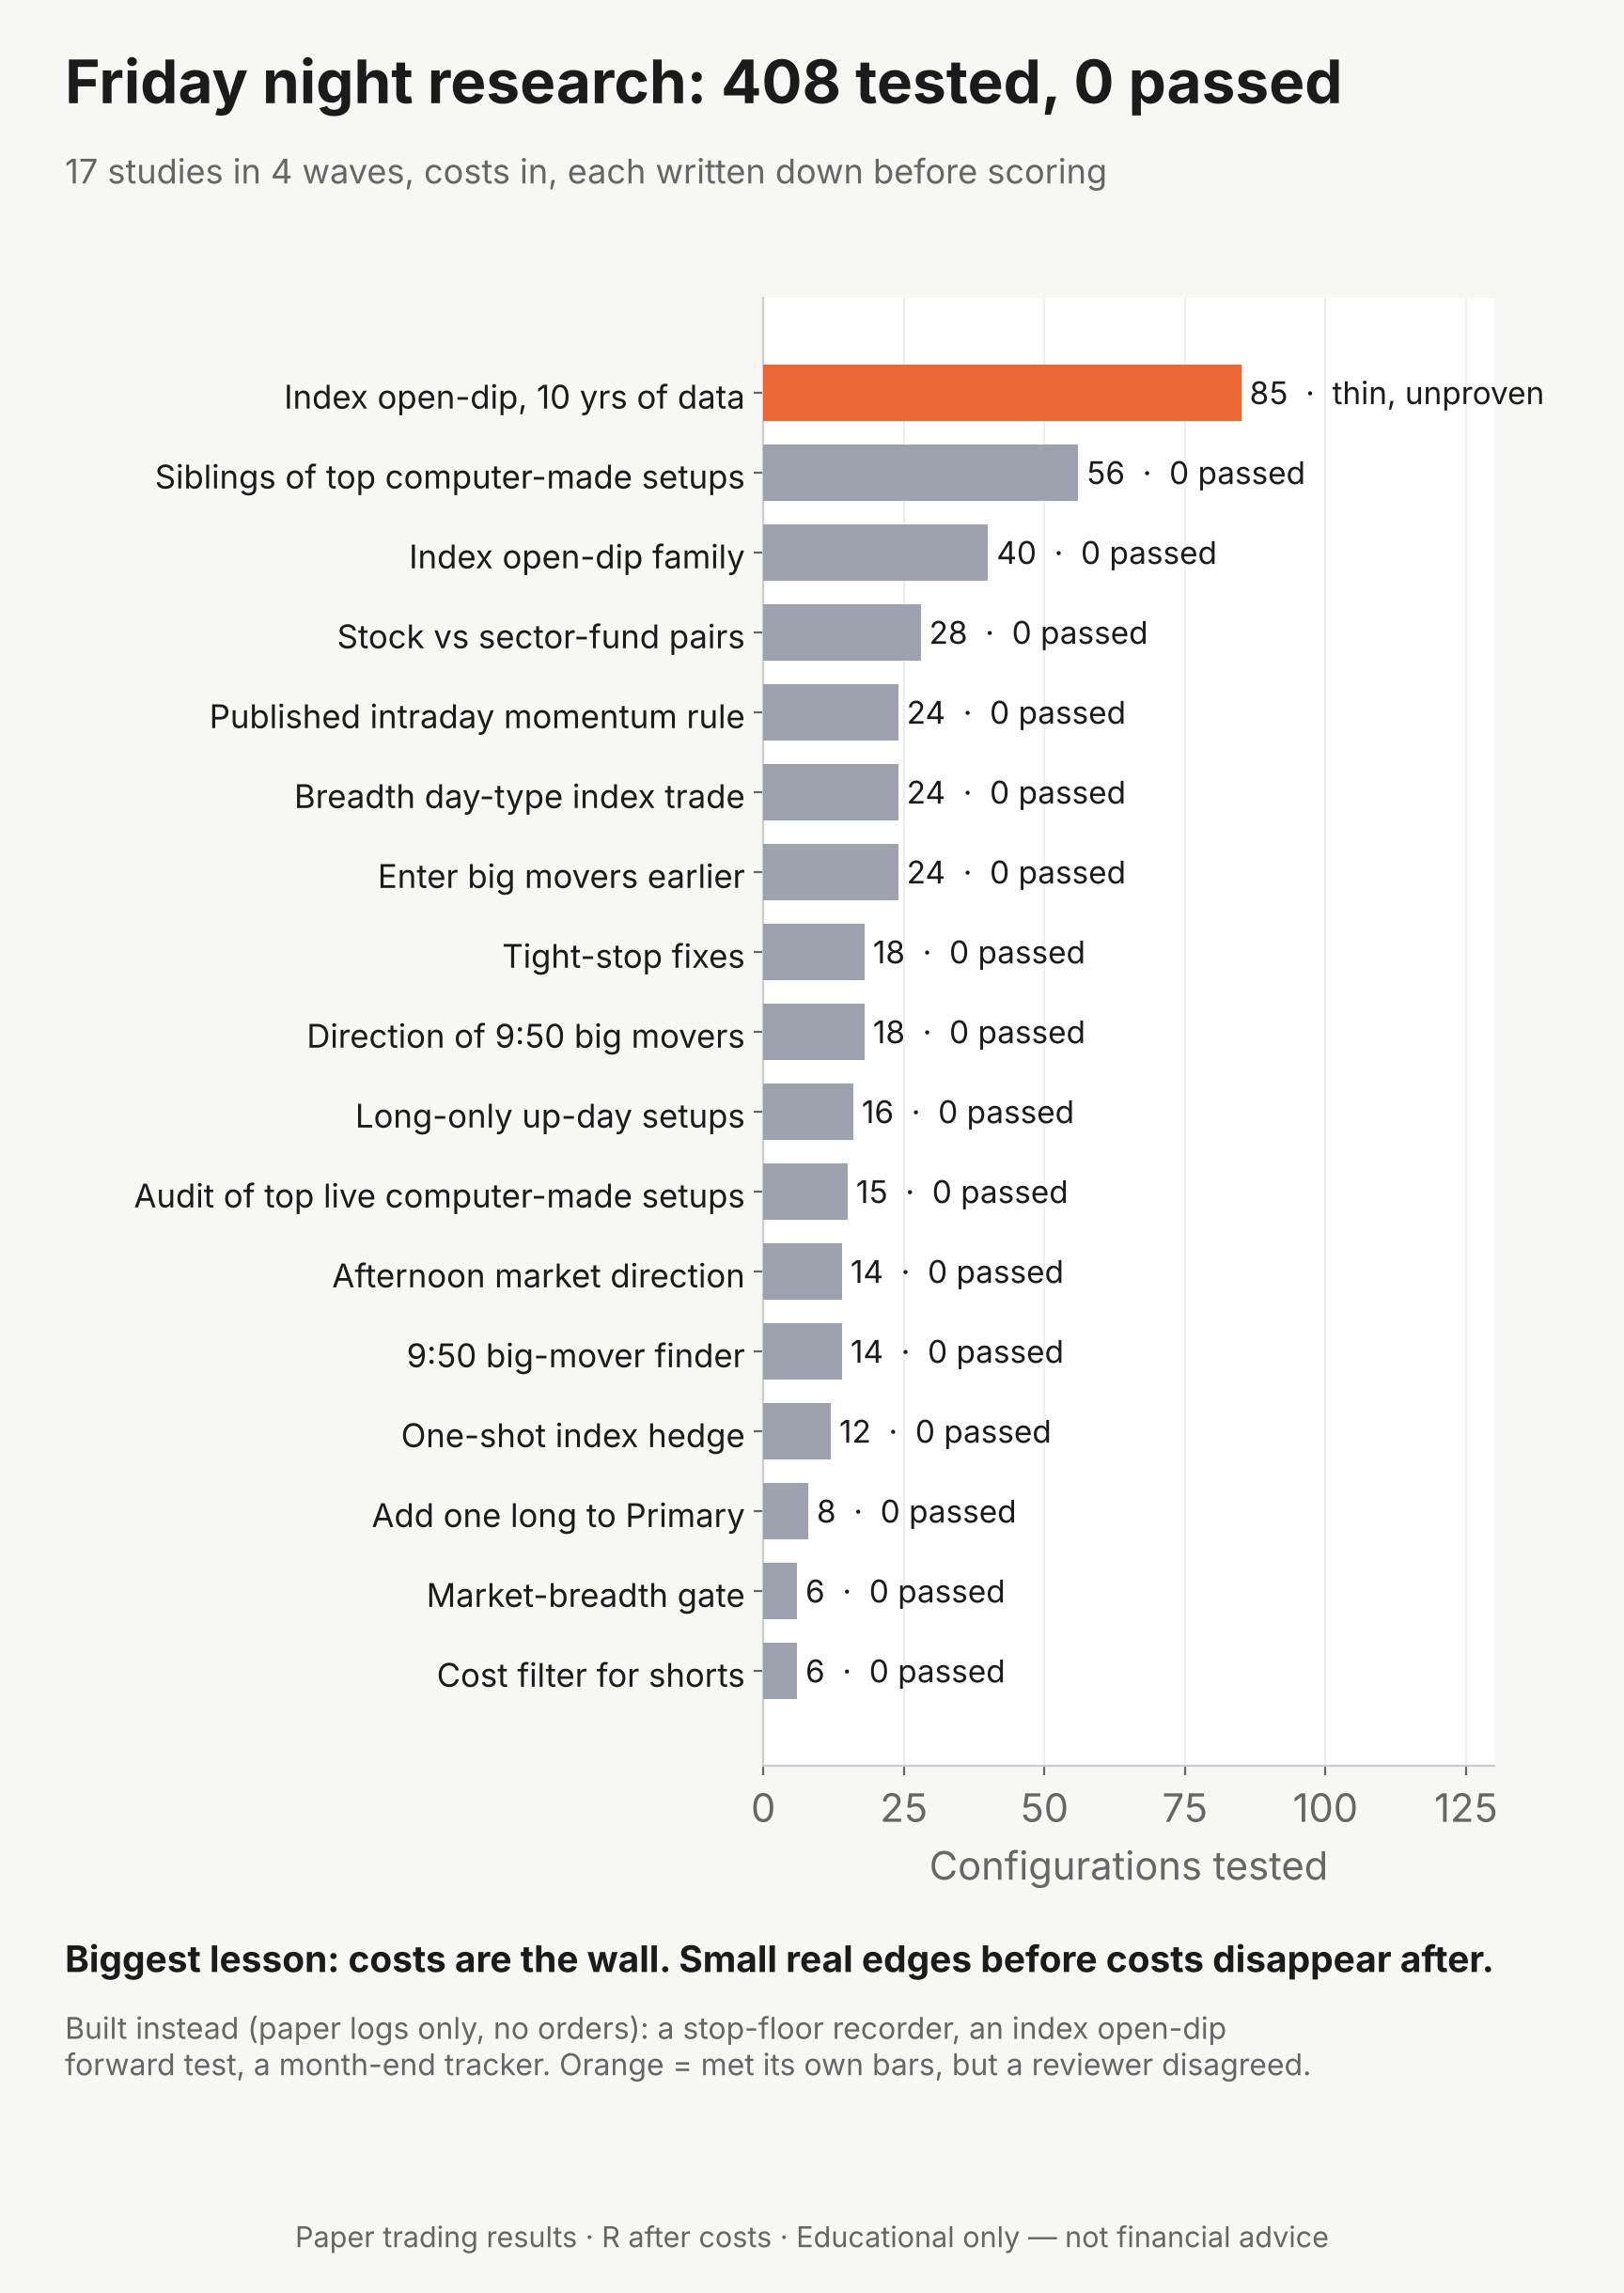 Friday night research: 408 tested, 0 passed
17 studies in 4 waves, costs in, each written down before scoring
Index open-dip, 10 yrs of data 85 · thin, unproven
Siblings of top computer-made setups 56 · 0 passed
Index open-dip family 40 · 0 passed
Stock vs sector-fund pairs 28 · 0 passed
Published intraday momentum rule 24 · 0 passed
Breadth day-type index trade 24 · 0 passed
Enter big movers earlier 24 · 0 passed
Tight-stop fixes 18 · 0 passed
Direction of 9:50 big movers 18 · 0 passed
Long-only up-day setups 16 · 0 passed
Audit of top live computer-made setups 15 · 0 passed
Afternoon market direction 14 · 0 passed
9:50 big-mover finder 14 · 0 passed
One-shot index hedge 12 · 0 passed
Add one long to Primary 8 · 0 passed
Market-breadth gate 6 · 0 passed
Cost filter for shorts 6 · 0 passed
0 25 50 75 100 125
Configurations tested
Biggest lesson: costs are the wall. Small real edges before costs disappear after.
Built instead (paper logs only, no orders): a stop-floor recorder, an index open-dip
forward test, a month-end tracker. Orange = met its own bars, but a reviewer disagreed.
Paper trading results · R after costs · Educational only — not financial advice